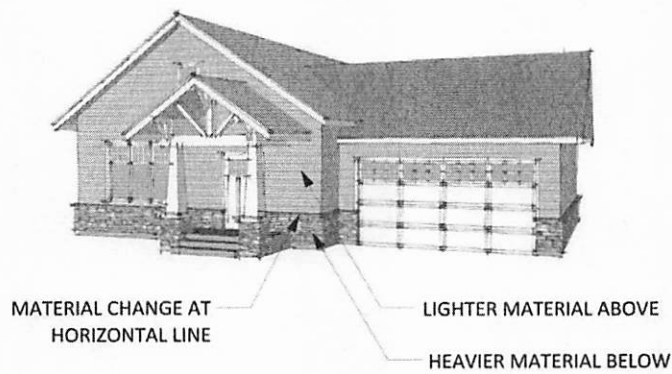 MATERIAL CHANGE AT
HORIZONTAL LINE
LIGHTER MATERIAL ABOVE
HEAVIER MATERIAL BELOW